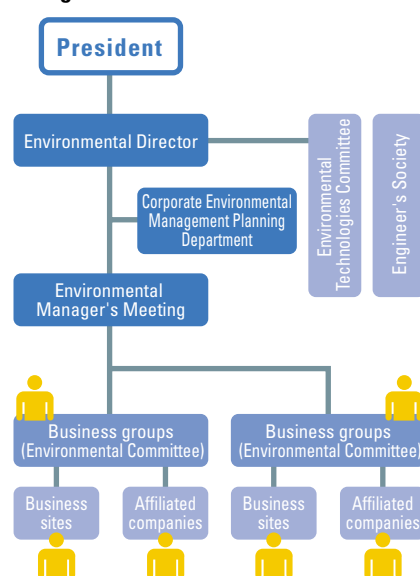 President
Environmental Director
Environmental
Technologies Committee
Engineer's Society
Corporate Environmental
Management Planning
Department
Environmental
Manager's Meeting
Business groups
(Environmental Committee)
Business groups
(Environmental Committee)
Business
sites
Affiliated
companies
Business
sites
Affiliated
companies